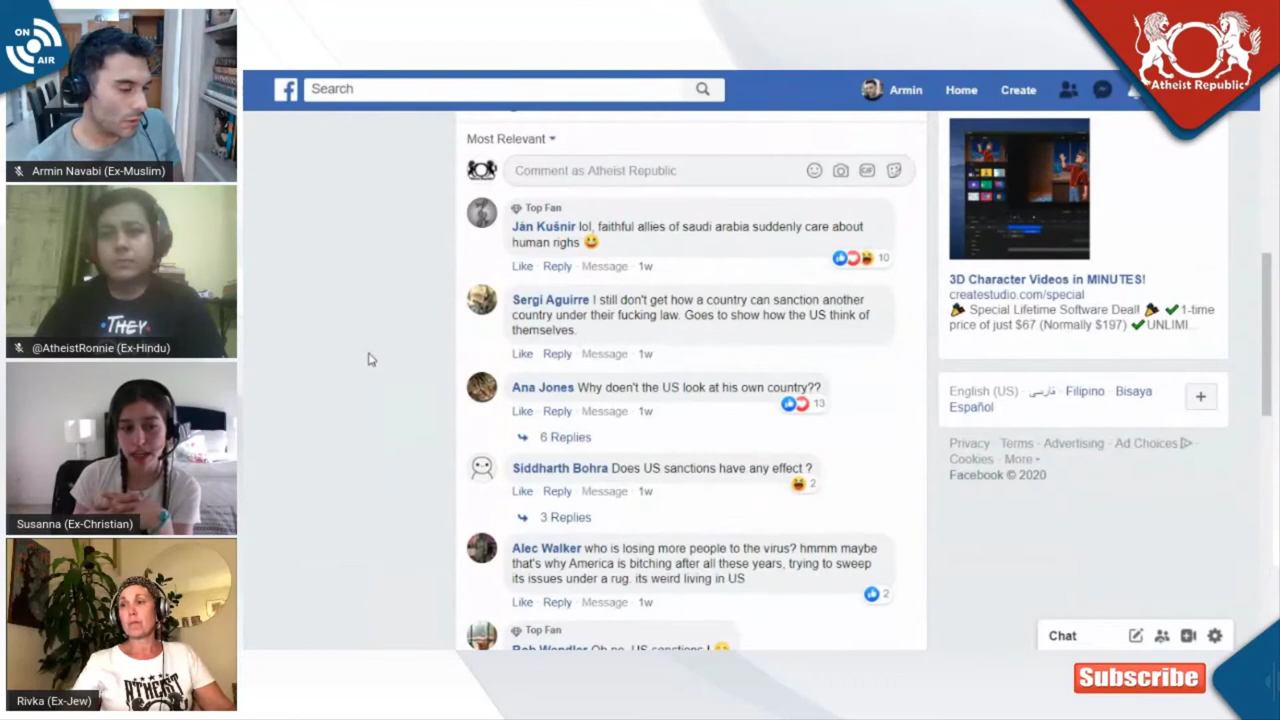 ON
AIR
Armin Navabi (Ex-Muslim)
THEY
@AtheistRonnie (Ex-Hindu)
Susanna (Ex-Christian)
ATHEIST
Rivka (Ex-Jew)
Search
Armin
Home
Create
Atheist Republic
Most Relevant
Comment as Atheist Republic
GIF
Top Fan
Ján Kušnír lol, faithful allies of saudi arabia suddenly care about
human righs 😀
10
Like · Reply · Message · 1w
Sergi Aguirre I still don't get how a country can sanction another
country under their fucking law. Goes to show how the US think of
themselves.
Like · Reply · Message · 1w
Ana Jones Why doen't the US look at his own country??
13
Like · Reply · Message · 1w
6 Replies
Siddharth Bohra Does US sanctions have any effect ?
2
Like · Reply · Message · 1w
3 Replies
Alec Walker who is losing more people to the virus? hmmm maybe
that's why America is bitching after all these years, trying to sweep
its issues under a rug. its weird living in US
2
Like · Reply · Message · 1w
Top Fan
3D Character Videos in MINUTES!
createstudio.com/special
🎉 Special Lifetime Software Deal! 🎉 ✔1-time
price of just $67 (Normally $197) ✔UNLIMI...
English (US) · فارسی · Filipino · Bisaya
Español
+
Privacy · Terms · Advertising · Ad Choices
Cookies · More
Facebook © 2020
Chat
Subscribe